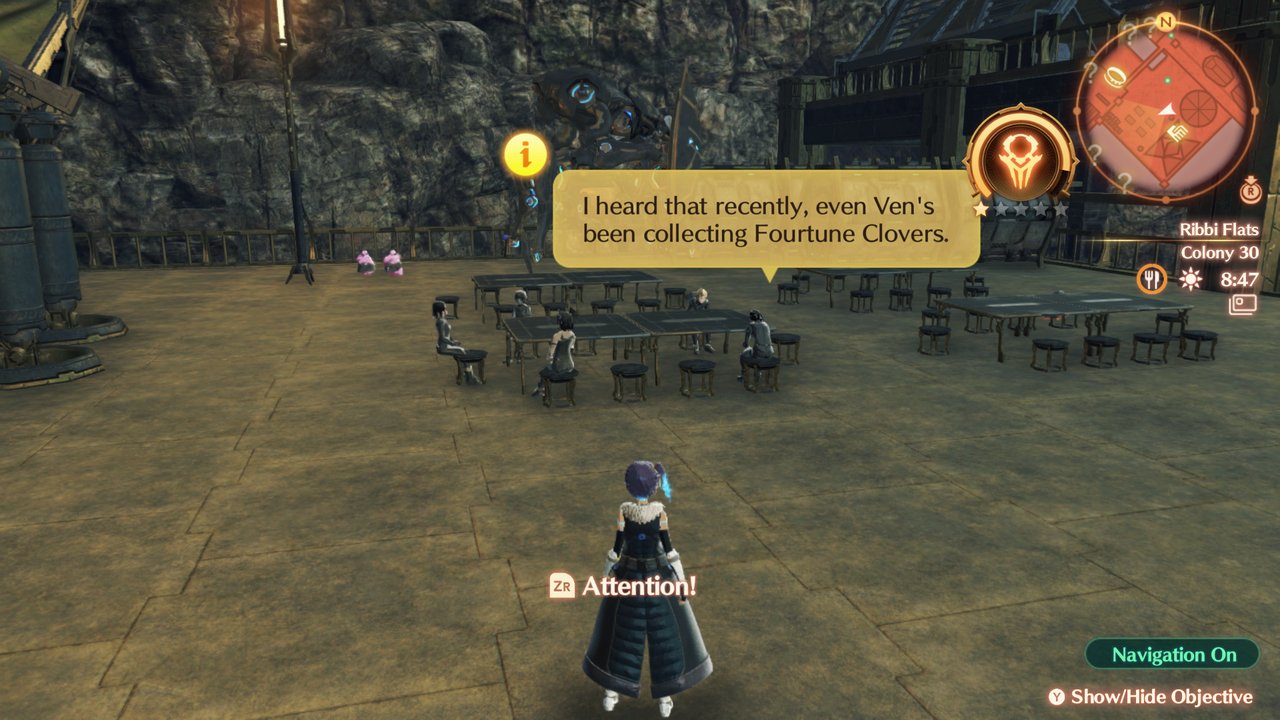 N
i
I heard that recently, even Ven's
been collecting Fourtune Clovers.
R
Ribbi Flats
Colony 30
8:47
ZR Attention!
Navigation On
Y Show/Hide Objective